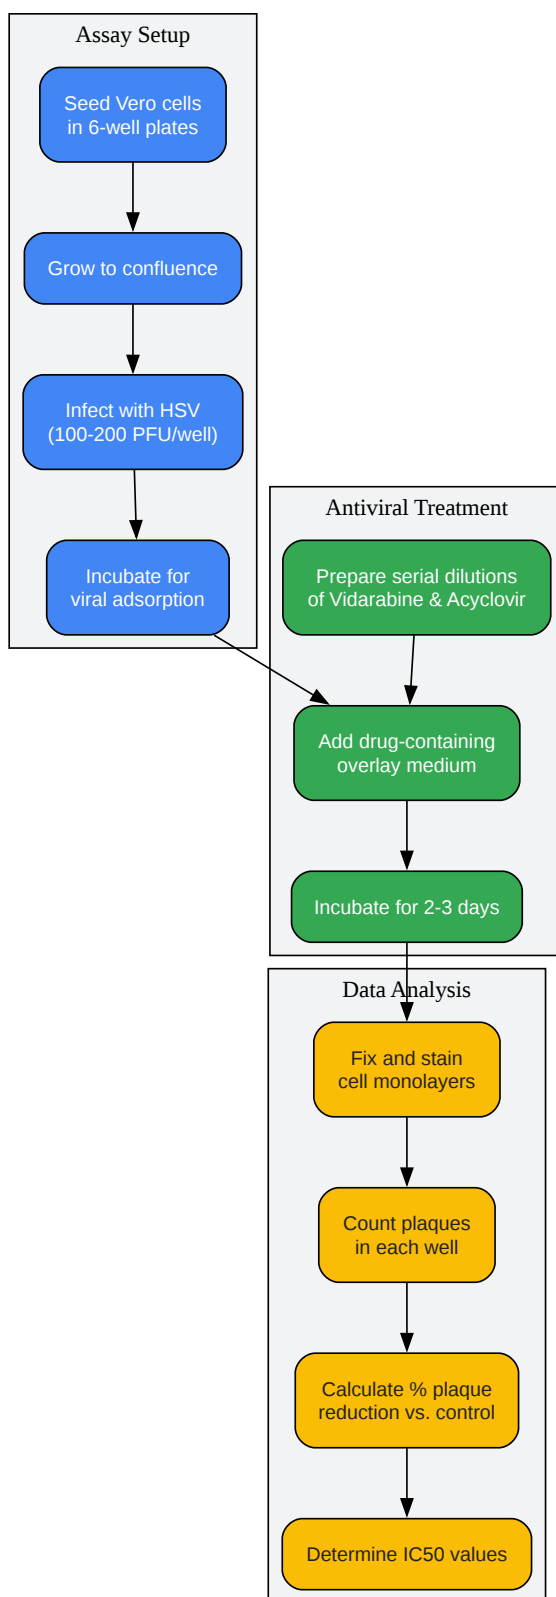 Assay Setup
Seed Vero cells
in 6-well plates
Grow to confluence
Infect with HSV
(100-200 PFU/well)
Incubate for
viral adsorption
Antiviral Treatment
Prepare serial dilutions
of Vidarabine & Acyclovir
Add drug-containing
overlay medium
Incubate for 2-3 days
Data Analysis
Fix and stain
cell monolayers
Count plaques
in each well
Calculate % plaque
reduction vs. control
Determine IC50 values